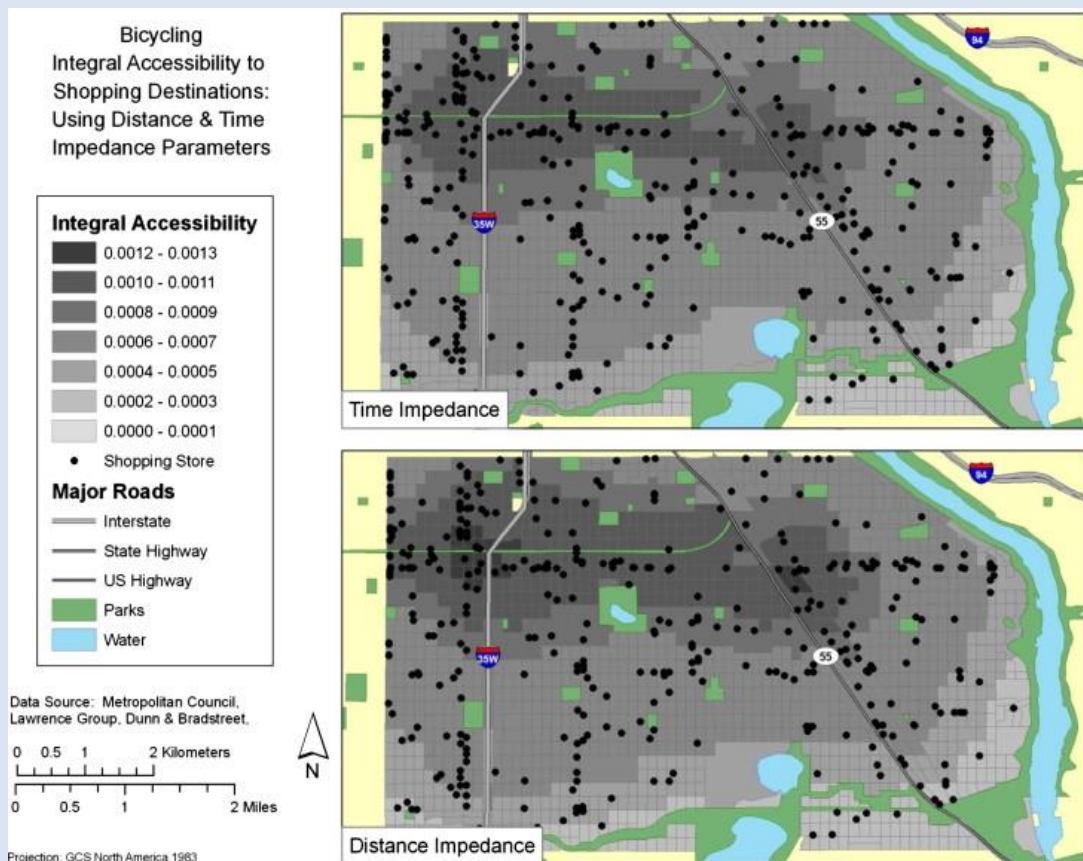 Bicycling
Integral Accessibility to
Shopping Destinations:
Using Distance & Time
Impedance Parameters
Integral Accessibility
0.0012 - 0.0013
0.0010 - 0.0011
0.0008 - 0.0009
0.0006 - 0.0007
0.0004 - 0.0005
0.0002 - 0.0003
0.0000 - 0.0001
Shopping Store
Major Roads
Interstate
State Highway
US Highway
Parks
Water
Data Source: Metropolitan Council,
Lawrence Group, Dunn & Bradstreet,
0 0.5 1 2 Kilometers
0 0.5 1 2 Miles
N
Projection: GCS North America 1983
94
35W
55
Time Impedance
94
35W
55
Distance Impedance